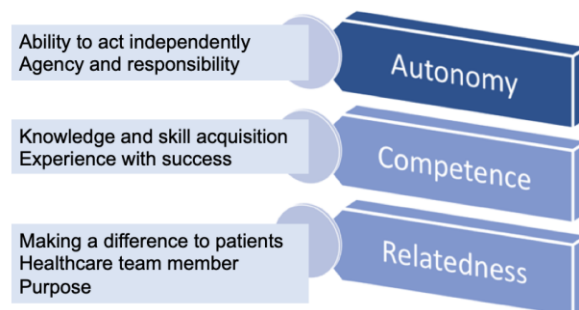 Ability to act independently
Agency and responsibility
Autonomy
Knowledge and skill acquisition
Experience with success
Competence
Making a difference to patients
Healthcare team member
Purpose
Relatedness